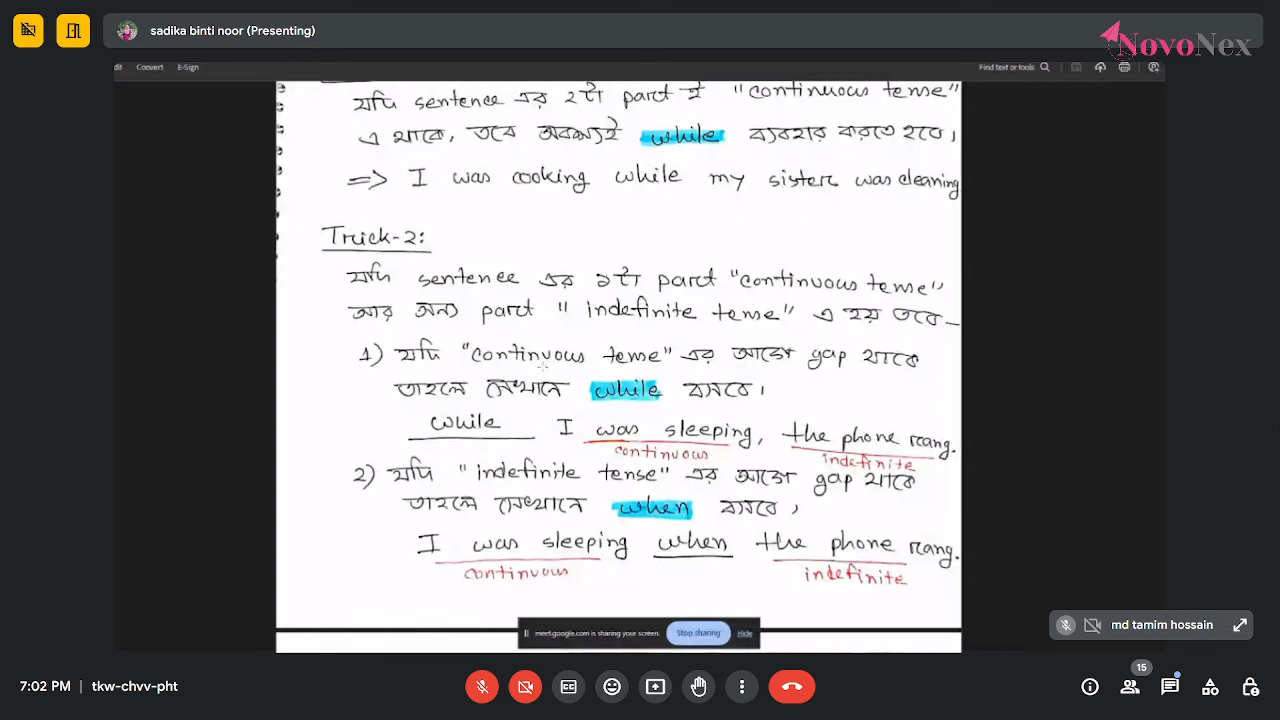 sadika binti noor (Presenting)
NovoNex
Convert E-Sign Find text or tools
যদি sentence এর ২টা part ই "continuous tense"
এ থাকে, তবে অবশ্যই while ব্যবহার করতে হবে।
=> I was cooking while my sister was cleaning
Trick-2:
যদি sentence এর ১টা part "continuous tense"
আর অন্য part "indefinite tense" এ হয় তবে-
1) যদি "continuous tense" এর আগে gap থাকে
তাহলে সেখানে while বসবে।
while I was sleeping, the phone rang.
continuous indefinite
2) যদি "indefinite tense" এর আগে gap থাকে
তাহলে সেখানে when বসবে।
I was sleeping when the phone rang.
continuous indefinite
meet.google.com is sharing your screen. Stop sharing Hide
md tamim hossain
15
7:02 PM | tkw-chvv-pht